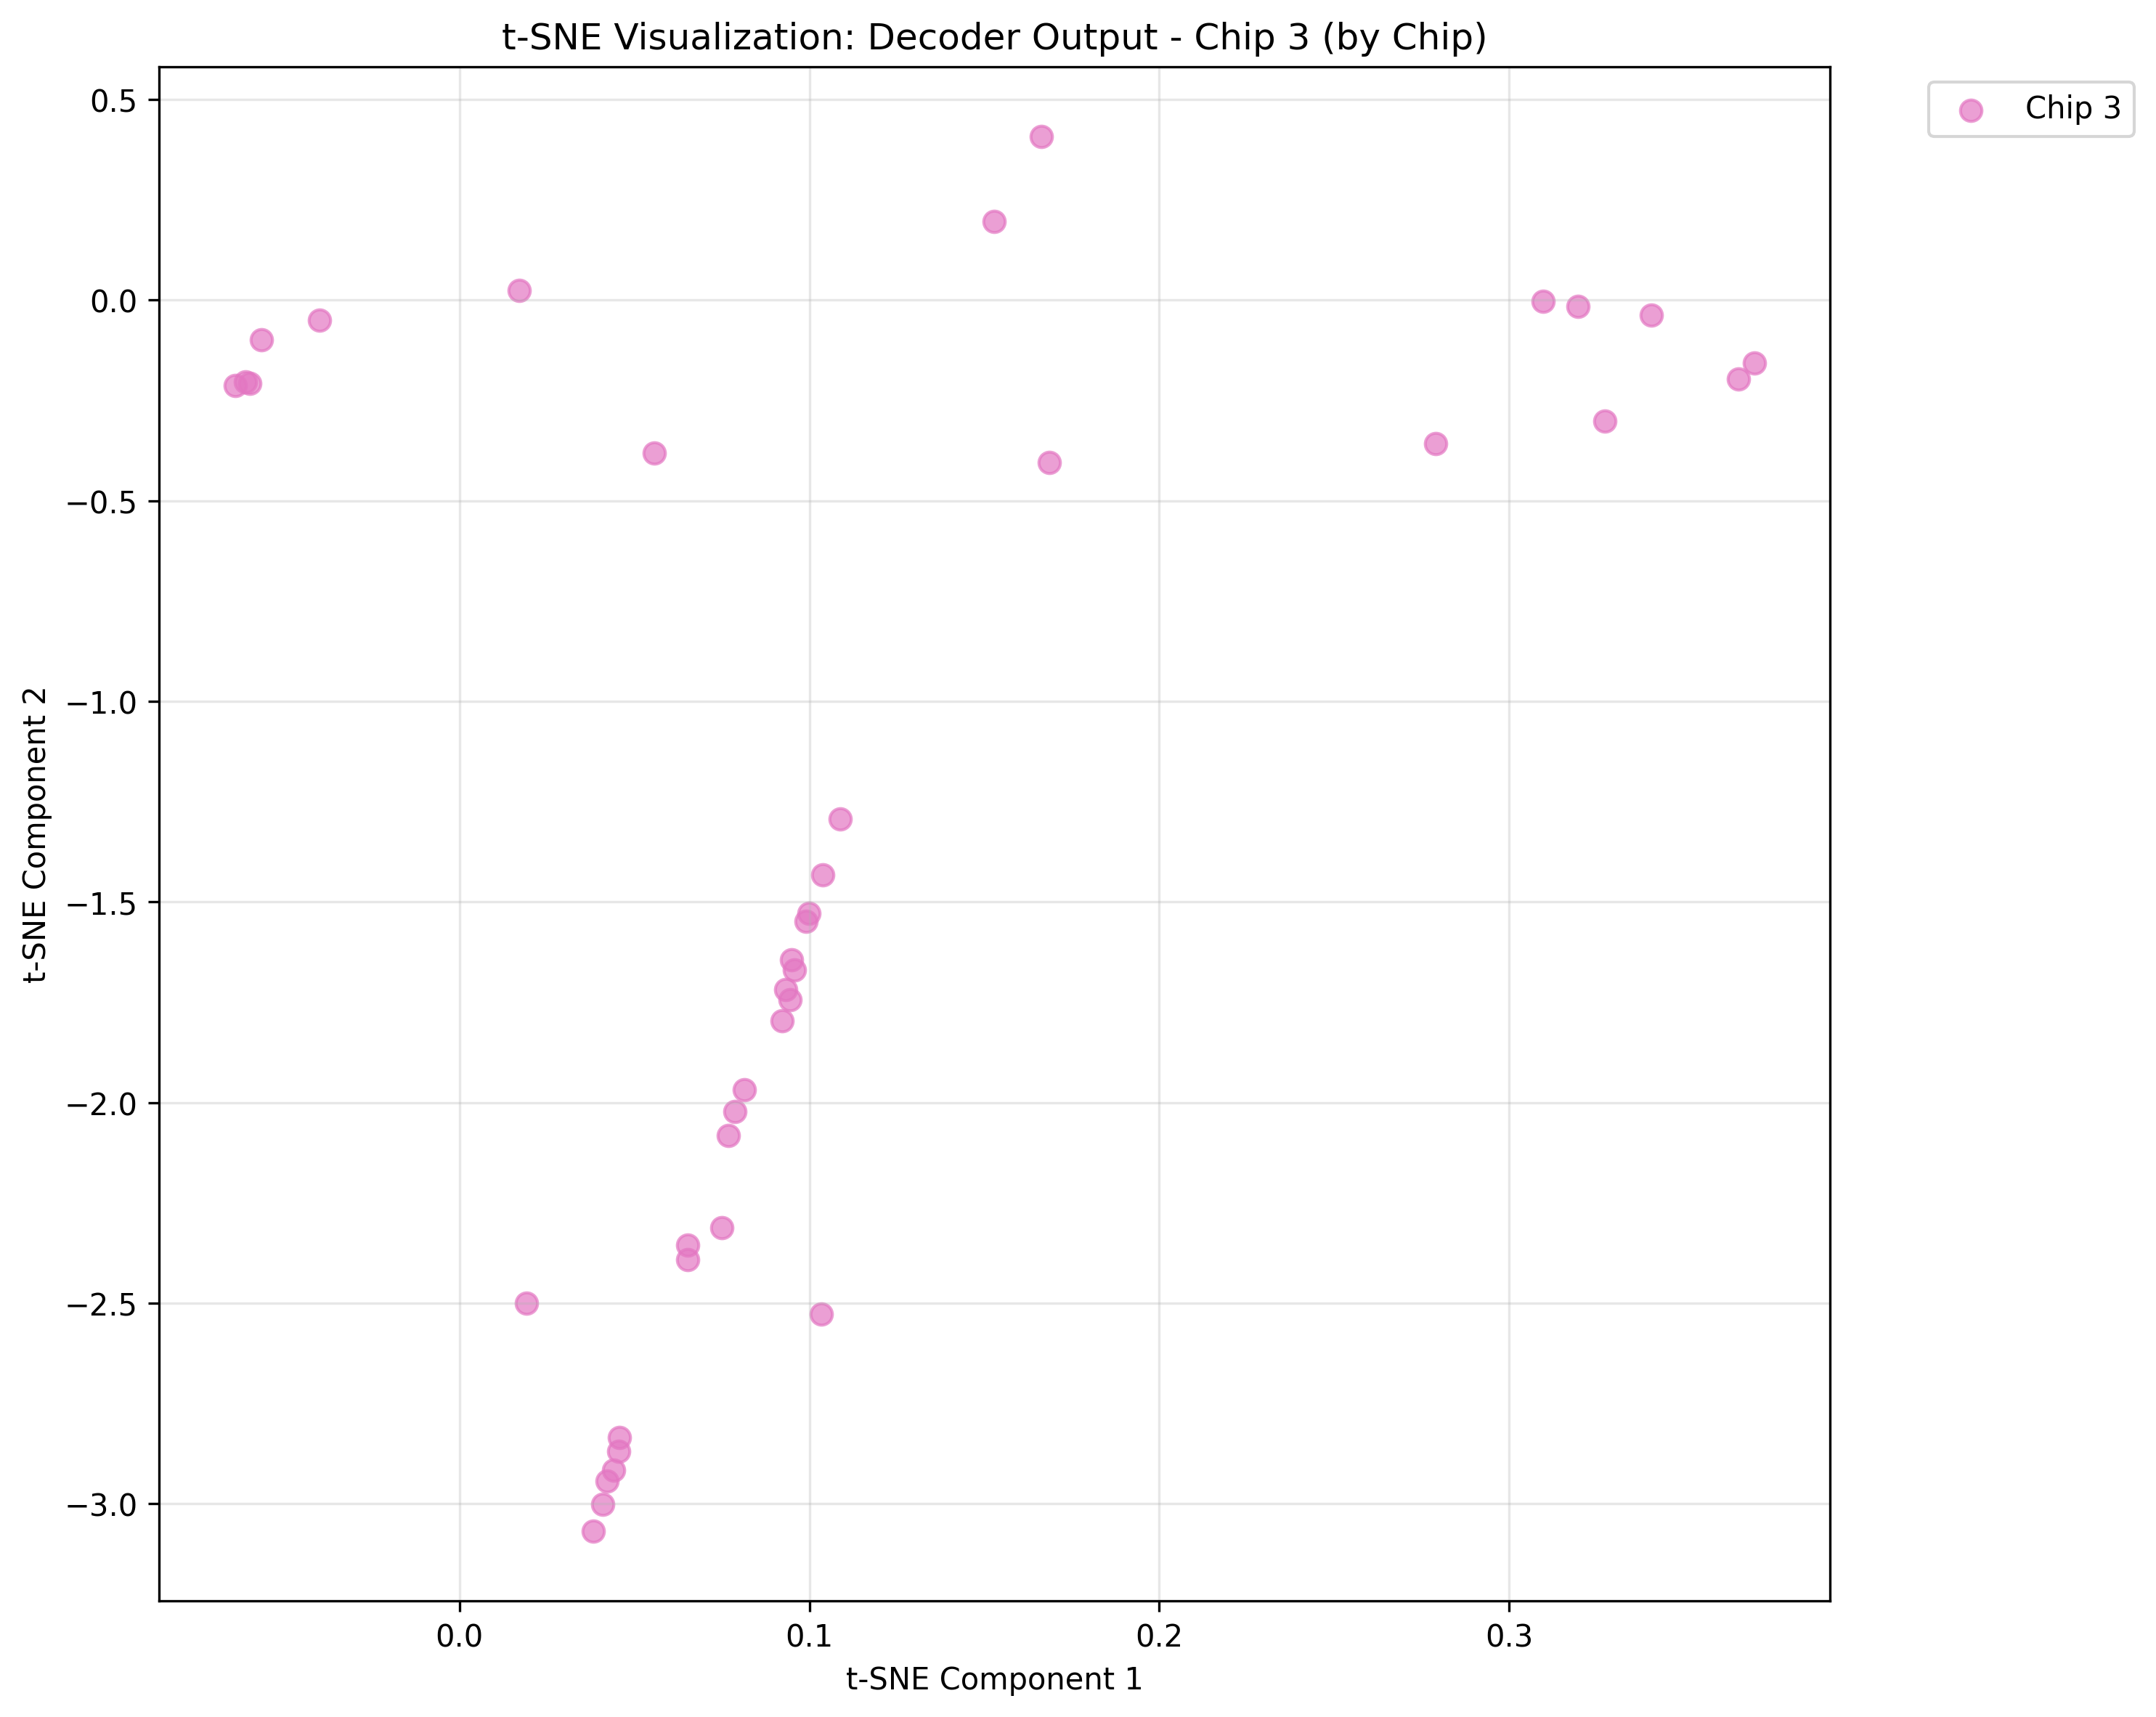 t-SNE Visualization: Decoder Output - Chip 3 (by Chip)
Chip 3
0.5
0.0
−0.5
−1.0
−1.5
−2.0
−2.5
−3.0
t-SNE Component 2
0.0 0.1 0.2 0.3
t-SNE Component 1